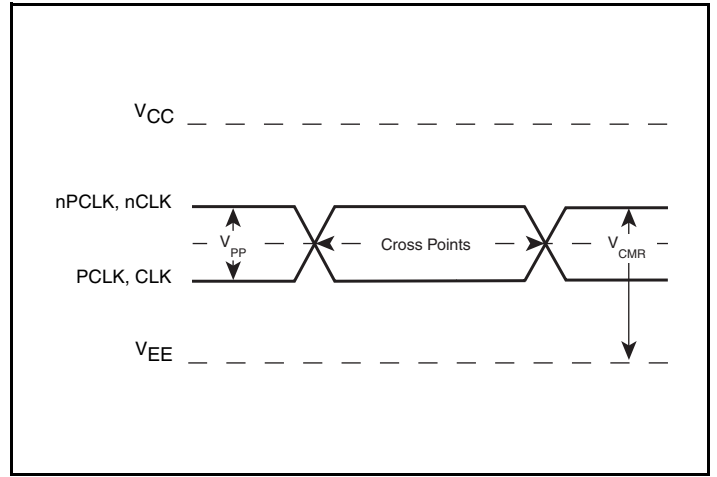 VCC
nPCLK, nCLK
VPP
Cross Points
VCMR
PCLK, CLK
VEE